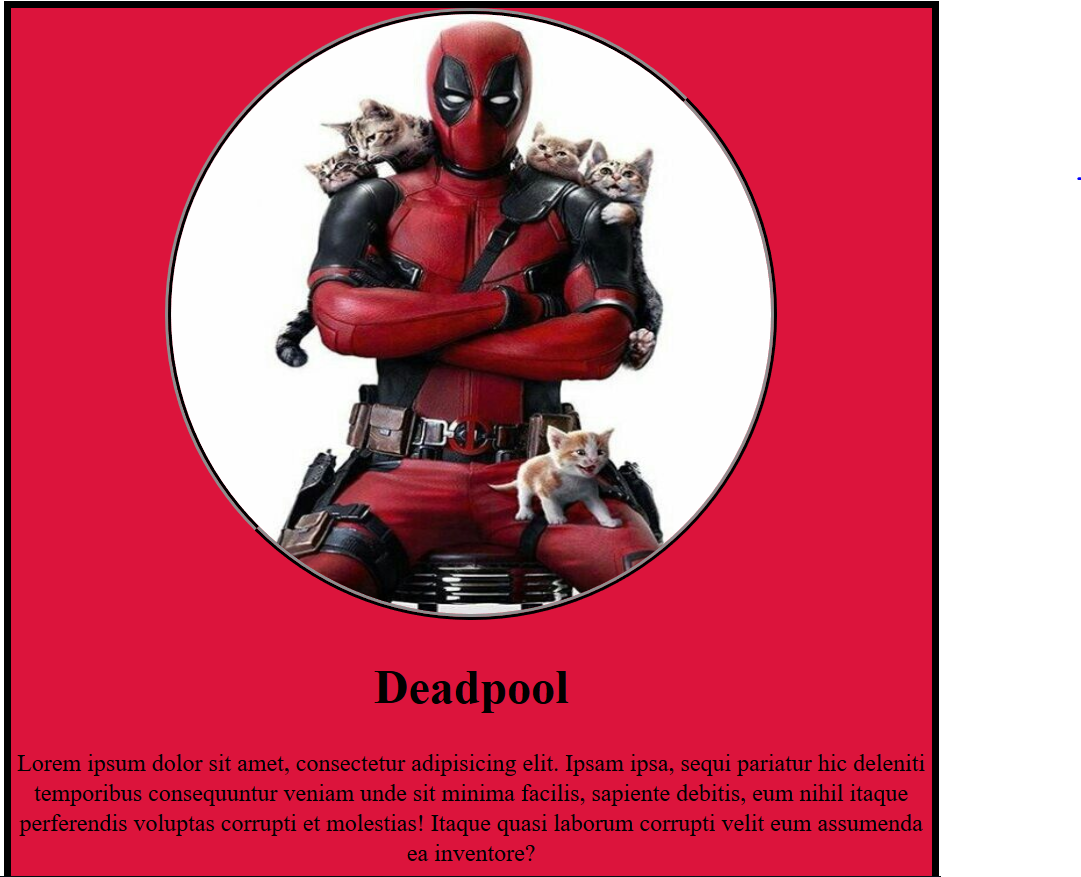 Deadpool
Lorem ipsum dolor sit amet, consectetur adipisicing elit. Ipsam ipsa, sequi pariatur hic deleniti
temporibus consequuntur veniam unde sit minima facilis, sapiente debitis, eum nihil itaque
perferendis voluptas corrupti et molestias! Itaque quasi laborum corrupti velit eum assumenda
ea inventore?